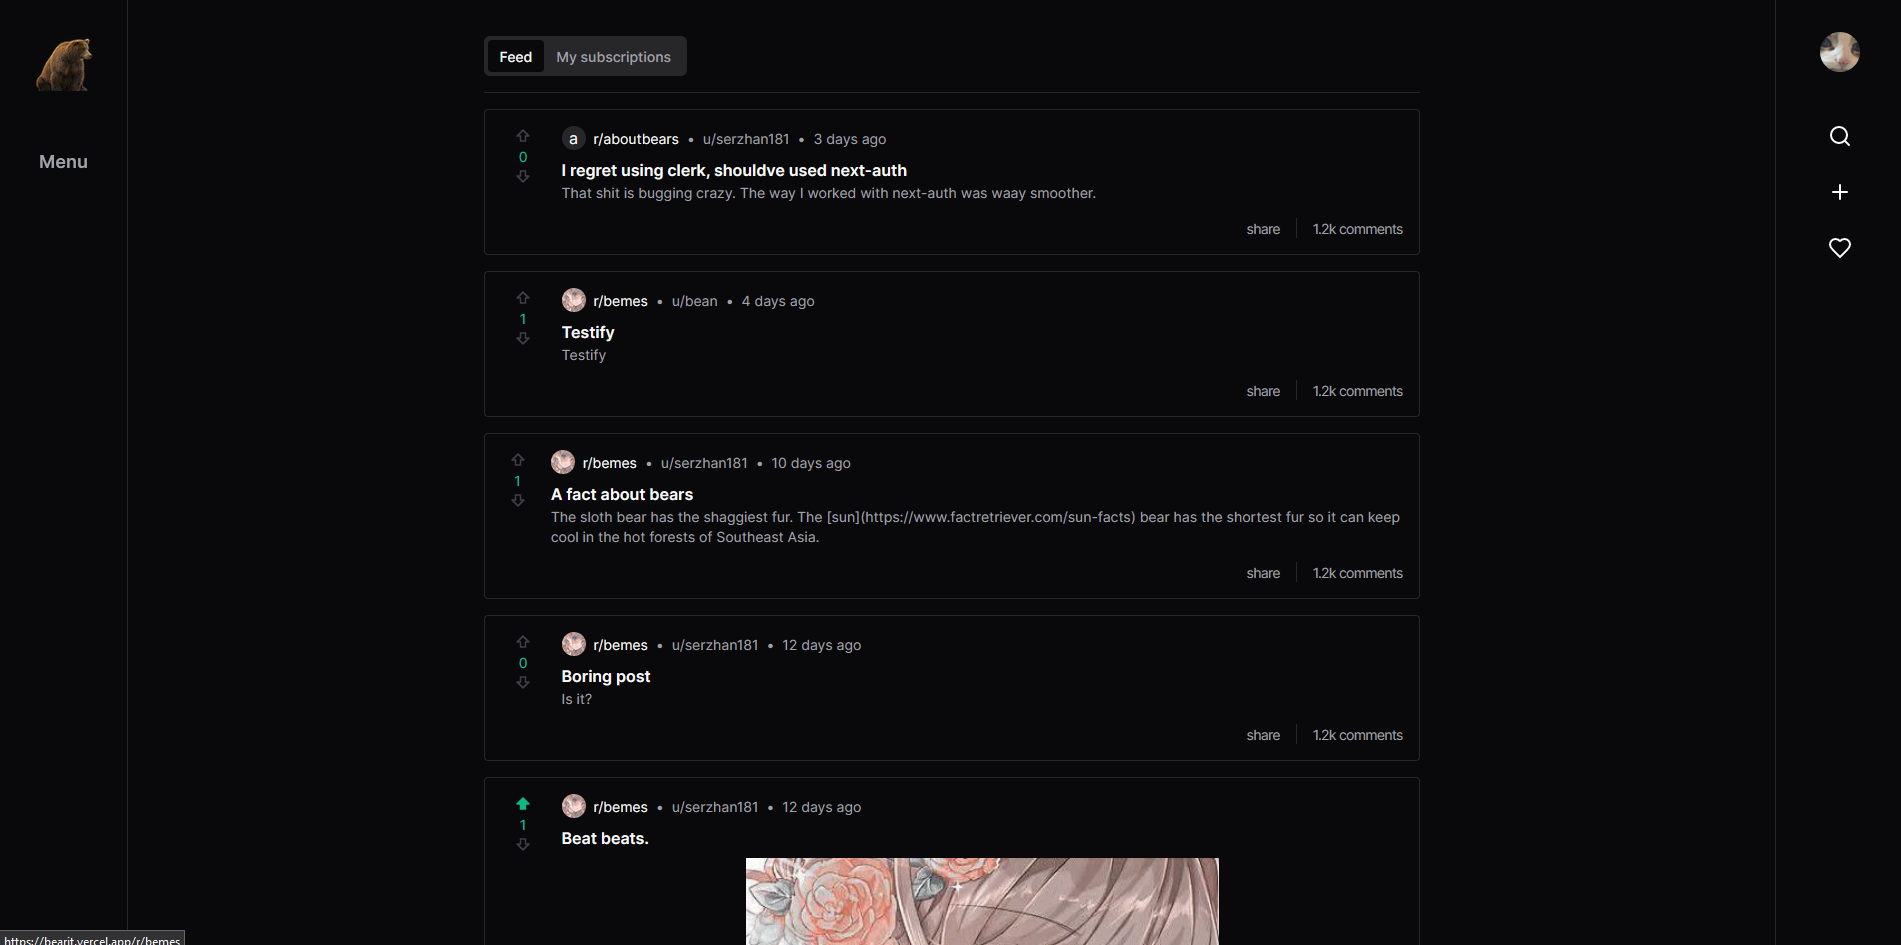 Feed My subscriptions
Menu
a r/aboutbears • u/serzhan181 • 3 days ago
0
I regret using clerk, shouldve used next-auth
That shit is bugging crazy. The way I worked with next-auth was waay smoother.
share 1.2k comments
r/bemes • u/bean • 4 days ago
1
Testify
Testify
share 1.2k comments
r/bemes • u/serzhan181 • 10 days ago
1
A fact about bears
The sloth bear has the shaggiest fur. The [sun](https://www.factretriever.com/sun-facts) bear has the shortest fur so it can keep
cool in the hot forests of Southeast Asia.
share 1.2k comments
r/bemes • u/serzhan181 • 12 days ago
0
Boring post
Is it?
share 1.2k comments
r/bemes • u/serzhan181 • 12 days ago
1
Beat beats.
https://bearit.vercel.app/r/bemes